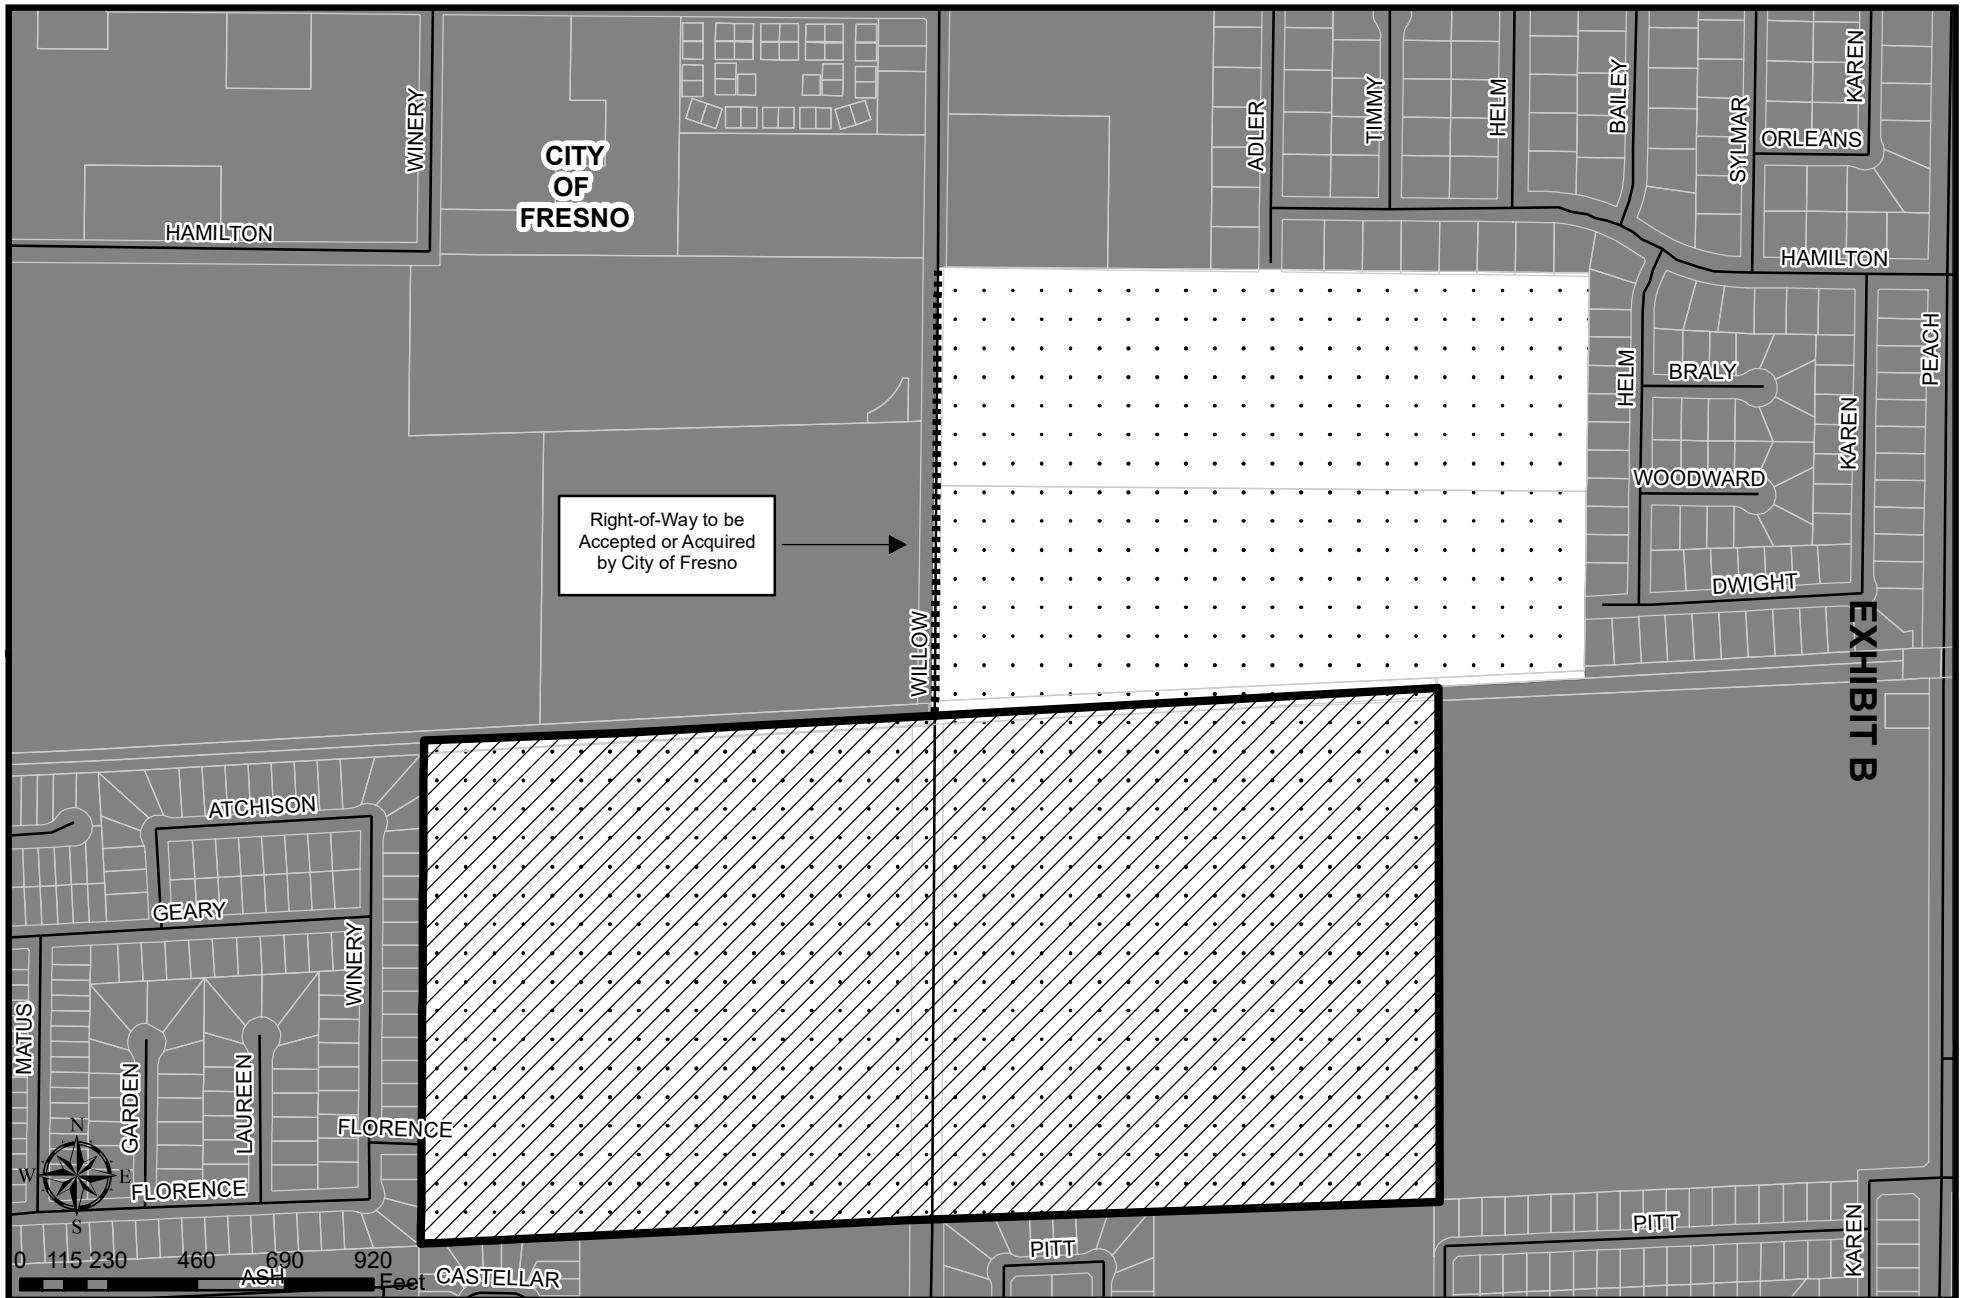 WINERY
CITY
OF
FRESNO
HAMILTON
ADLER
TIMMY
HELM
BAILEY
SYLMAR
KAREN
ORLEANS
HAMILTON
PEACH
HELM
BRALY
KAREN
WOODWARD
DWIGHT
Right-of-Way to be
Accepted or Acquired
by City of Fresno
WILLOW
EXHIBIT B
ATCHISON
GEARY
WINERY
MATUS
GARDEN
LAUREEN
FLORENCE
N
W E
S
FLORENCE
PITT
PITT
KAREN
0 115 230 460 690 920
Feet
ASH
CASTELLAR